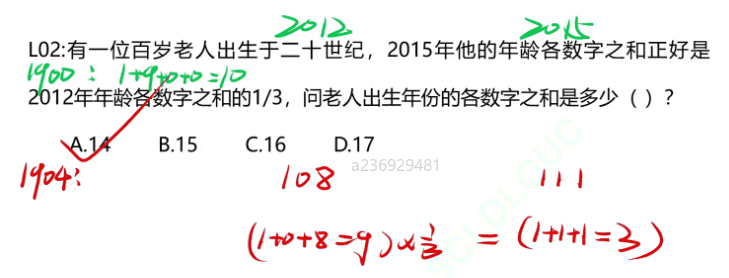 2012 2015
L02:有一位百岁老人出生于二十世纪，2015年他的年龄各数字之和正好是
1900： 1+9+0+0=10
2012年年龄各数字之和的1/3，问老人出生年份的各数字之和是多少（）？
A.14 B.15 C.16 D.17
a236929481
1904： 108 111
(1+0+8=9)×1/3 = (1+1+1=3)
SCLDLOUC